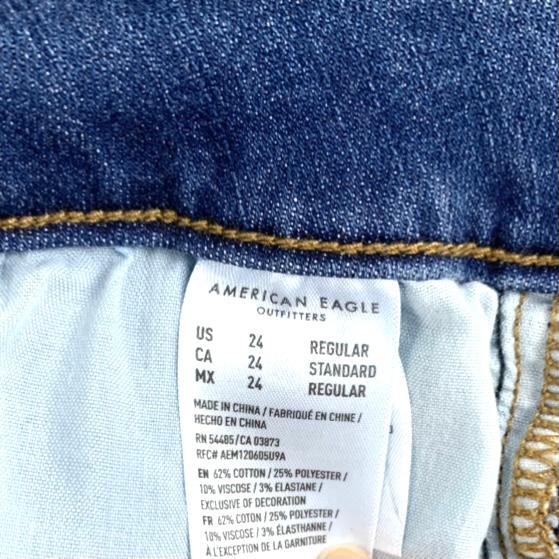 AMERICAN EAGLE
OUTFITTERS
US 24 REGULAR
CA 24 STANDARD
MX 24 REGULAR
MADE IN CHINA / FABRIQUÉ EN CHINE /
HECHO EN CHINA
RN 54485/CA 03873
RFC# AEM120605U9A
EN 62% COTTON / 25% POLYESTER /
10% VISCOSE / 3% ELASTANE /
EXCLUSIVE OF DECORATION
FR 62% COTON / 25% POLYESTER /
10% VISCOSE / 3% ÉLASTHANNE /
À L'EXCEPTION DE LA GARNITURE